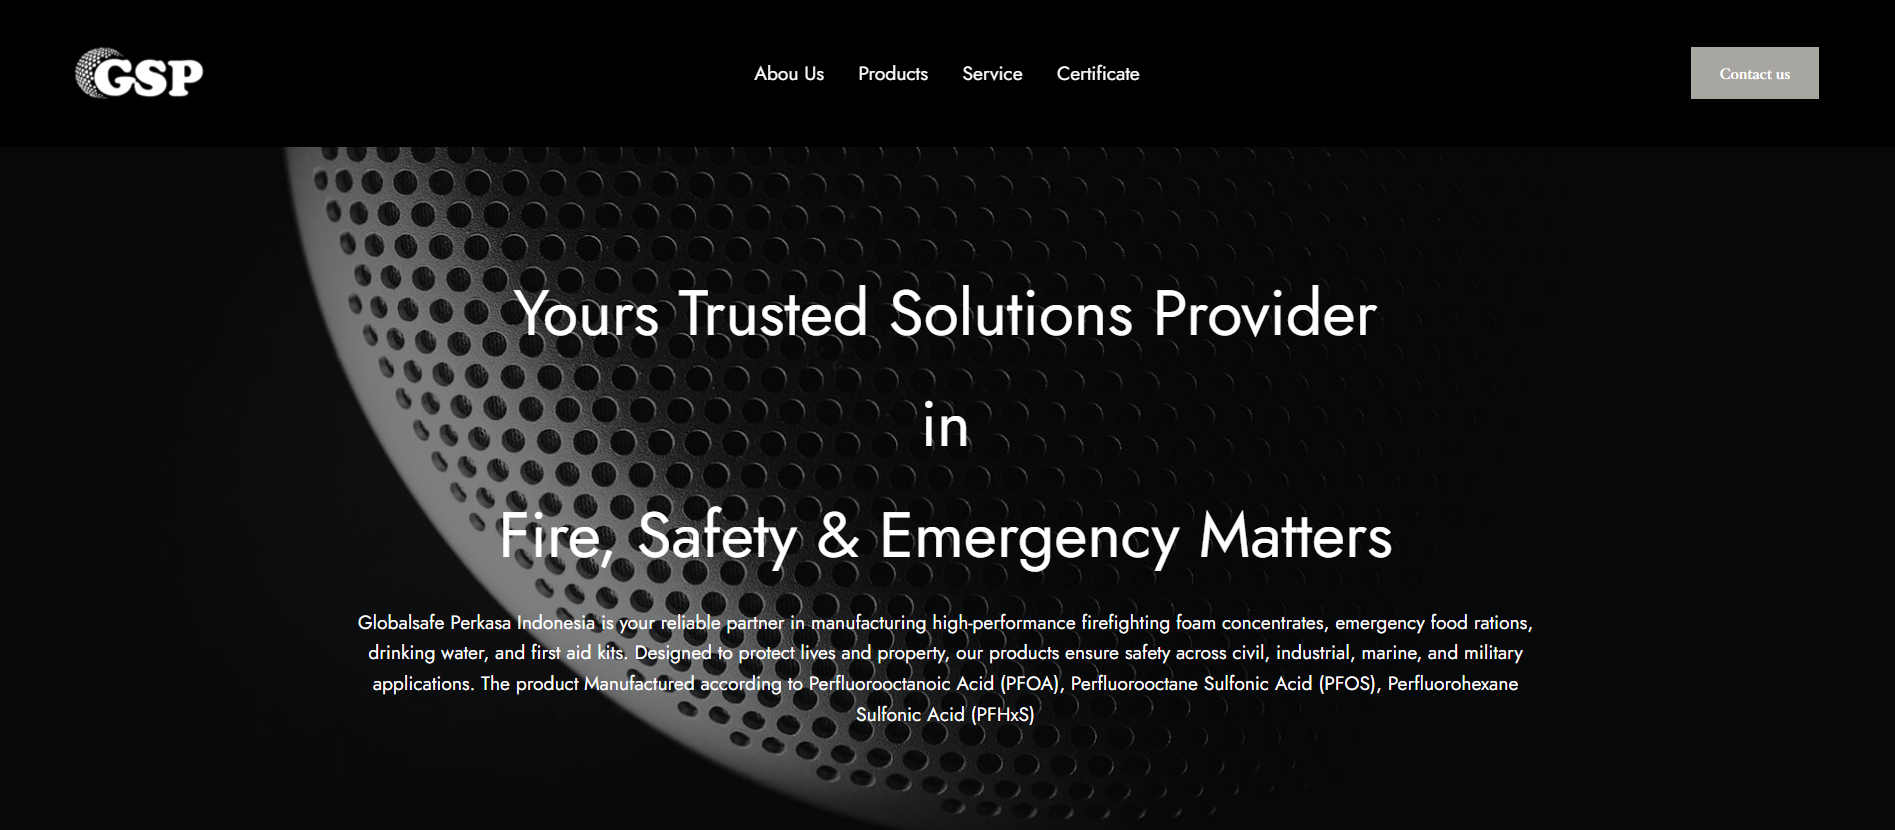 GSP
Abou Us
Products
Service
Certificate
Contact us
Yours Trusted Solutions Provider
in
Fire, Safety & Emergency Matters
Globalsafe Perkasa Indonesia is your reliable partner in manufacturing high-performance firefighting foam concentrates, emergency food rations,
drinking water, and first aid kits. Designed to protect lives and property, our products ensure safety across civil, industrial, marine, and military
applications. The product Manufactured according to Perfluorooctanoic Acid (PFOA), Perfluorooctane Sulfonic Acid (PFOS), Perfluorohexane
Sulfonic Acid (PFHxS)